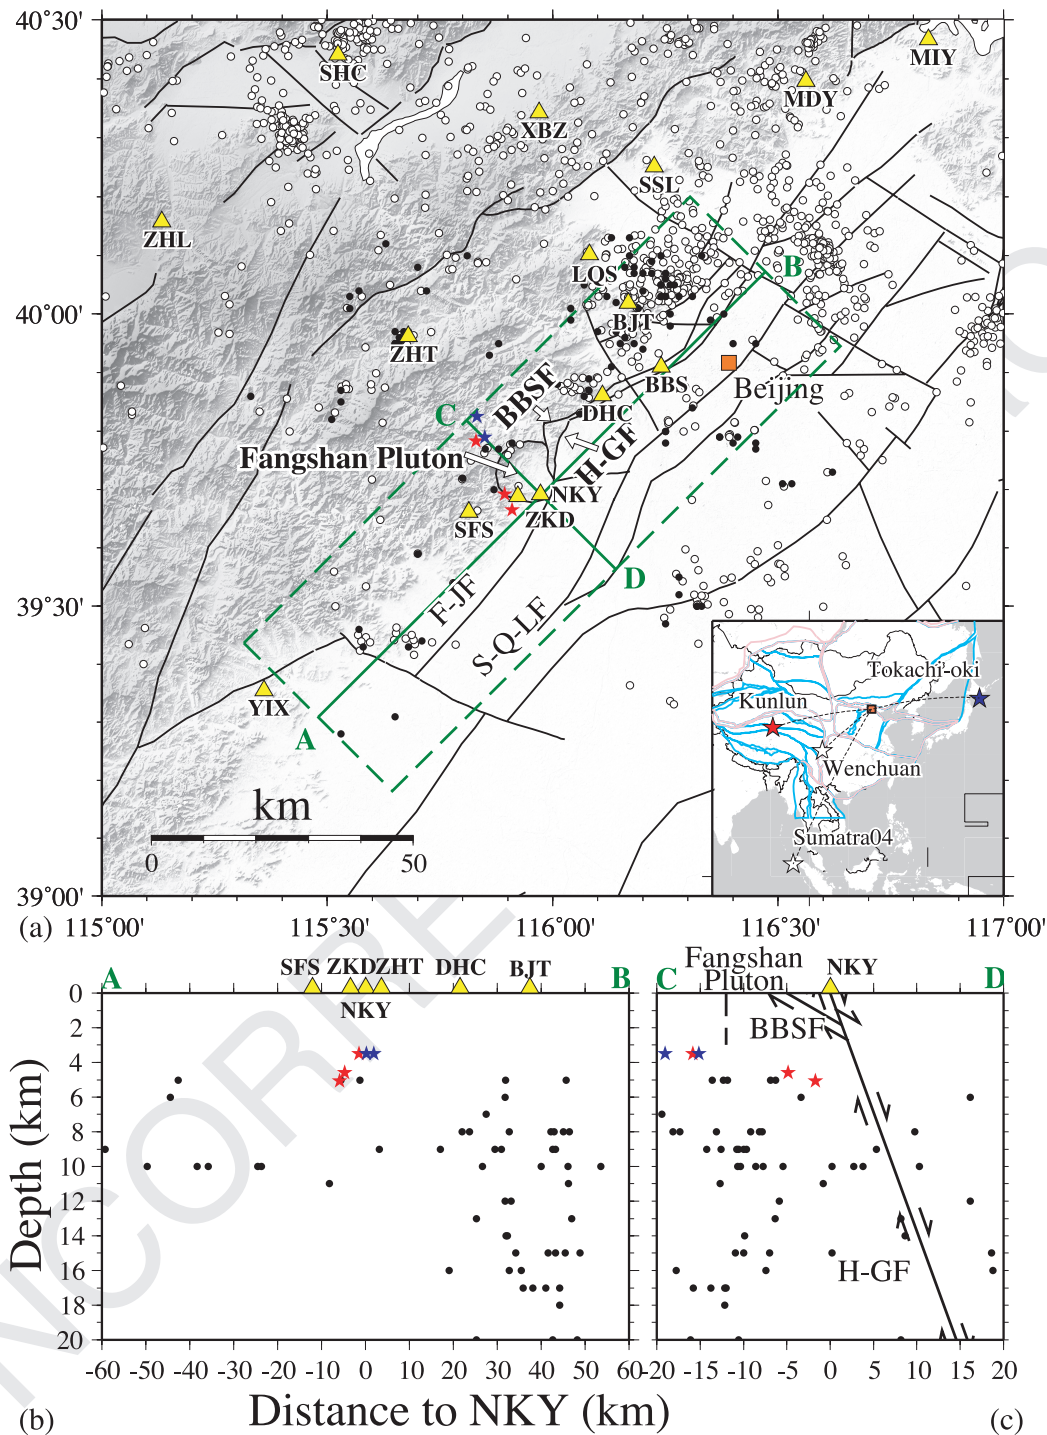 40°30'
40°00'
39°30'
39°00'
115°00'
115°30'
116°00'
116°30'
117°00'
SHC
MIY
MDY
XBZ
SSL
ZHL
LQS
B
BJT
ZHT
BBS
Beijing
BBSF
DHC
C
H-GF
Fangshan Pluton
NKY
ZKD
SFS
D
F-JF
S-Q-LF
YIX
A
km
0
50
Tokachi-oki
Kunlun
Wenchuan
Sumatra04
(a)
A
SFS ZKD ZHT DHC BJT
B
NKY
0
2
4
6
8
10
12
14
16
18
20
Depth (km)
-60 -50 -40 -30 -20 -10 0 10 20 30 40 50 60
C
Fangshan
Pluton
NKY
D
BBSF
H-GF
-20 -15 -10 -5 0 5 10 15 20
(b)
Distance to NKY (km)
(c)
NCORRE